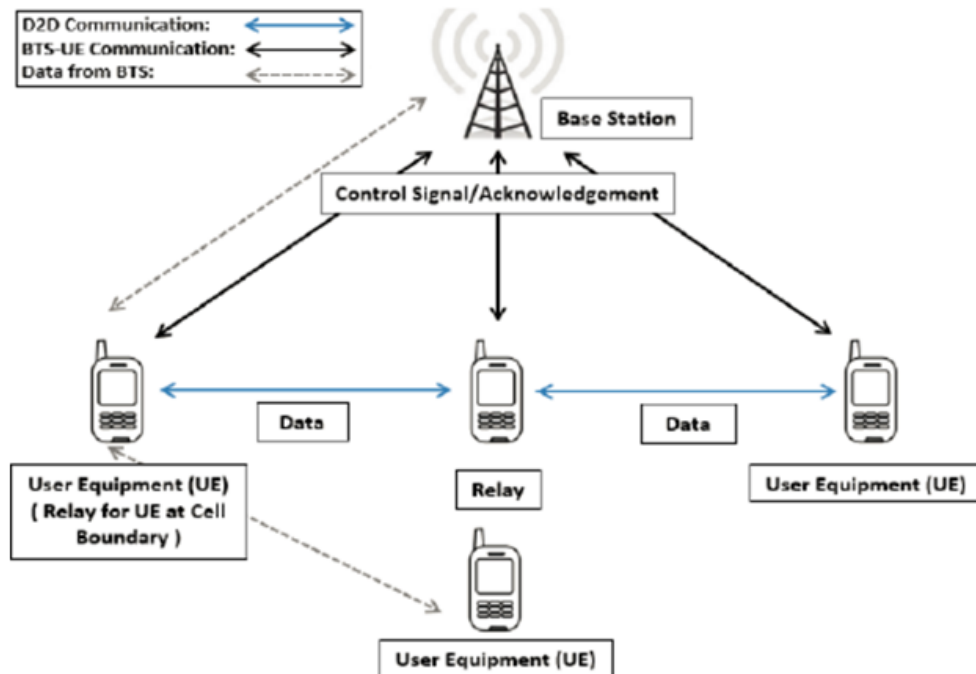 D2D Communication:
BTS-UE Communication:
Data from BTS:
Base Station
Control Signal/Acknowledgement
Data
Data
User Equipment (UE)
( Relay for UE at Cell
Boundary )
Relay
User Equipment (UE)
User Equipment (UE)